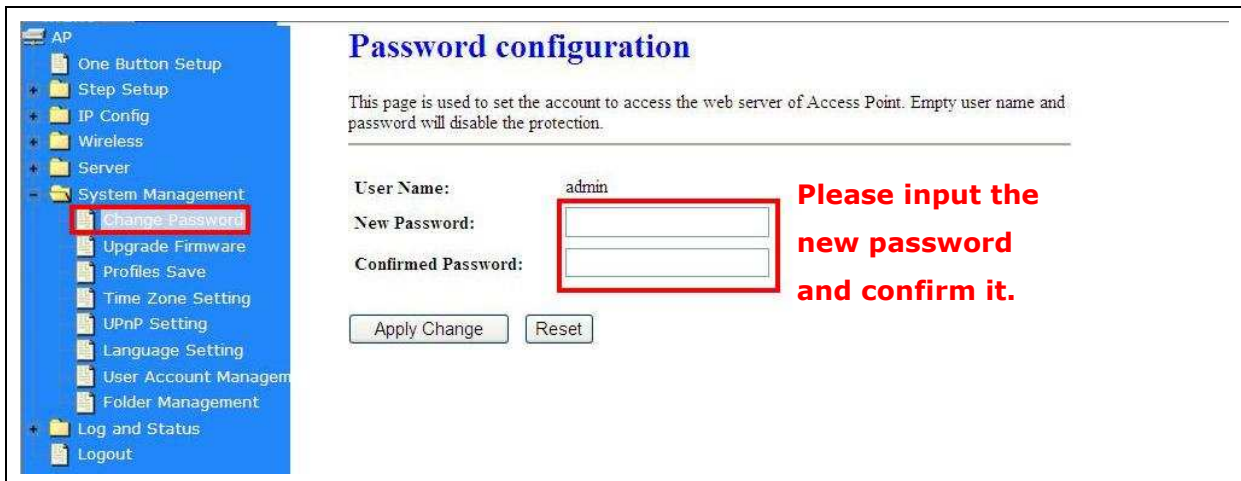 AP
One Button Setup
Step Setup
IP Config
Wireless
Server
System Management
Change Password
Upgrade Firmware
Profiles Save
Time Zone Setting
UPnP Setting
Language Setting
User Account Managem
Folder Management
Log and Status
Logout
Password configuration
This page is used to set the account to access the web server of Access Point. Empty user name and
password will disable the protection.
User Name: admin
New Password:
Confirmed Password:
Please input the
new password
and confirm it.
Apply Change Reset